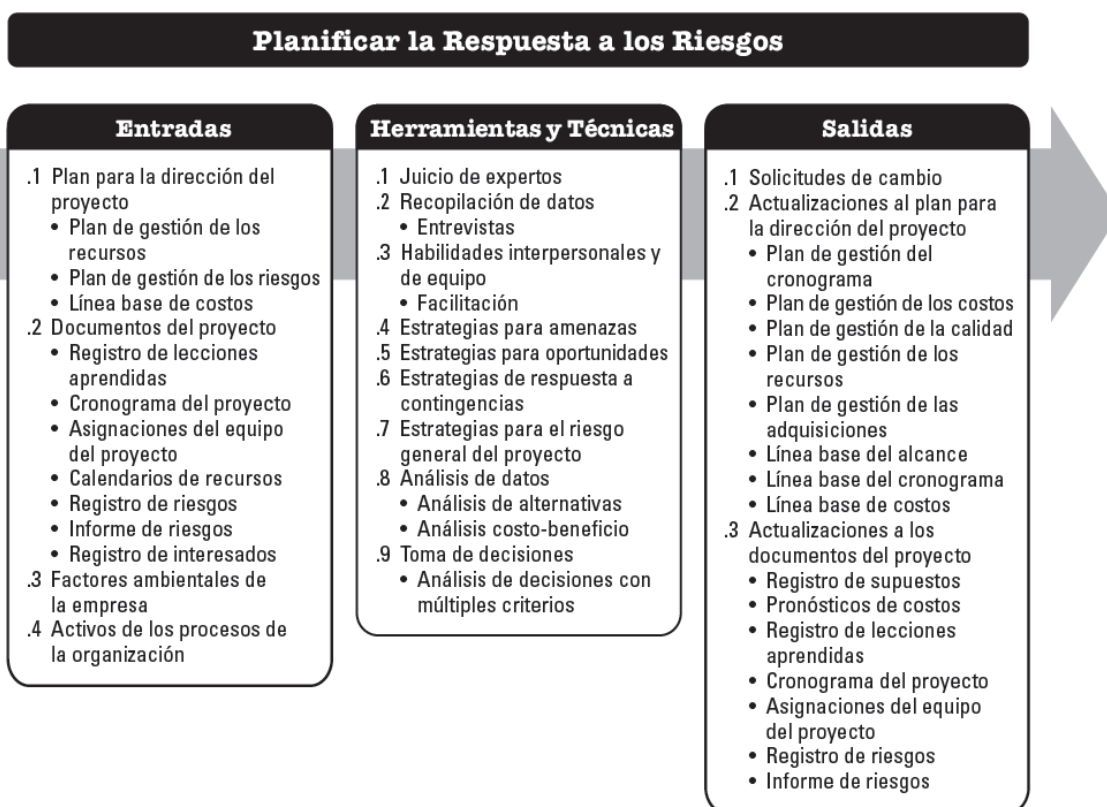 Planificar la Respuesta a los Riesgos
Entradas
.1 Plan para la dirección del
proyecto
• Plan de gestión de los
recursos
• Plan de gestión de los riesgos
• Línea base de costos
.2 Documentos del proyecto
• Registro de lecciones
aprendidas
• Cronograma del proyecto
• Asignaciones del equipo
del proyecto
• Calendarios de recursos
• Registro de riesgos
• Informe de riesgos
• Registro de interesados
.3 Factores ambientales de
la empresa
.4 Activos de los procesos de
la organización
Herramientas y Técnicas
.1 Juicio de expertos
.2 Recopilación de datos
• Entrevistas
.3 Habilidades interpersonales y
de equipo
• Facilitación
.4 Estrategias para amenazas
.5 Estrategias para oportunidades
.6 Estrategias de respuesta a
contingencias
.7 Estrategias para el riesgo
general del proyecto
.8 Análisis de datos
• Análisis de alternativas
• Análisis costo-beneficio
.9 Toma de decisiones
• Análisis de decisiones con
múltiples criterios
Salidas
.1 Solicitudes de cambio
.2 Actualizaciones al plan para
la dirección del proyecto
• Plan de gestión del
cronograma
• Plan de gestión de los costos
• Plan de gestión de la calidad
• Plan de gestión de los
recursos
• Plan de gestión de las
adquisiciones
• Línea base del alcance
• Línea base del cronograma
• Línea base de costos
.3 Actualizaciones a los
documentos del proyecto
• Registro de supuestos
• Pronósticos de costos
• Registro de lecciones
aprendidas
• Cronograma del proyecto
• Asignaciones del equipo
del proyecto
• Registro de riesgos
• Informe de riesgos